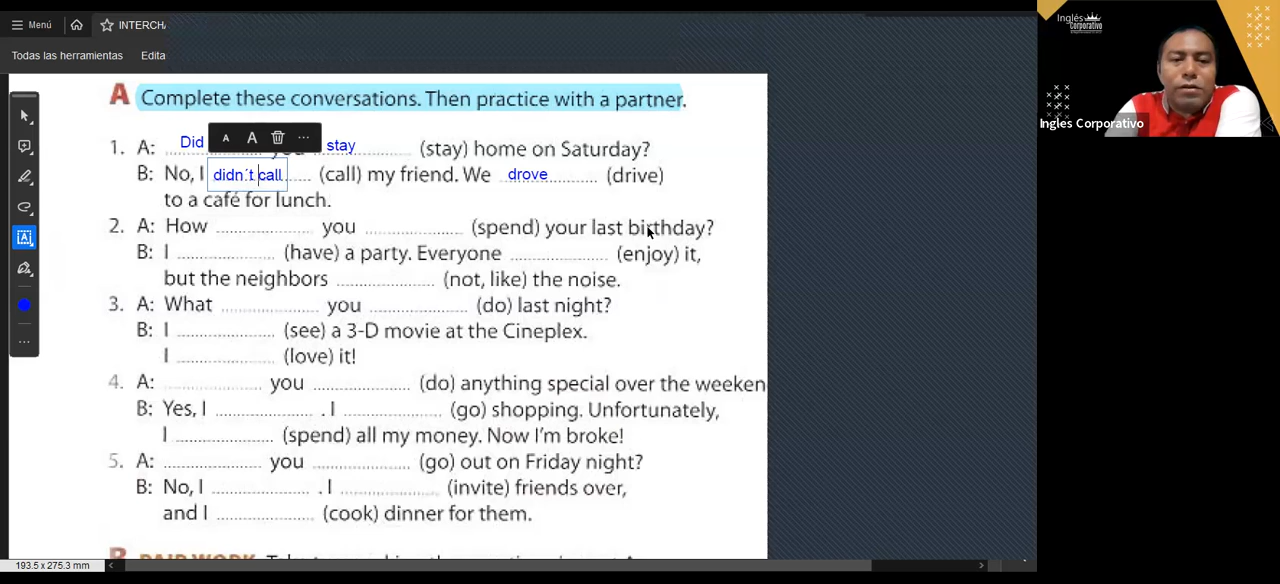 Menú
INTERCHA
Todas las herramientas Edita
A Complete these conversations. Then practice with a partner.
A A ...
1. A: Did you stay (stay) home on Saturday?
B: No, I didn´t call (call) my friend. We drove (drive)
to a café for lunch.
2. A: How ................ you ................ (spend) your last birthday?
B: I ................ (have) a party. Everyone ................ (enjoy) it,
but the neighbors ................ (not, like) the noise.
3. A: What ................ you ................ (do) last night?
B: I ................ (see) a 3-D movie at the Cineplex.
I ................ (love) it!
4. A: ................ you ................ (do) anything special over the weeken
B: Yes, I ................ . I ................ (go) shopping. Unfortunately,
I ................ (spend) all my money. Now I'm broke!
5. A: ................ you ................ (go) out on Friday night?
B: No, I ................ . I ................ (invite) friends over,
and I ................ (cook) dinner for them.
193.5 x 275.3 mm
Inglés
Corporativo
Ingles Corporativo